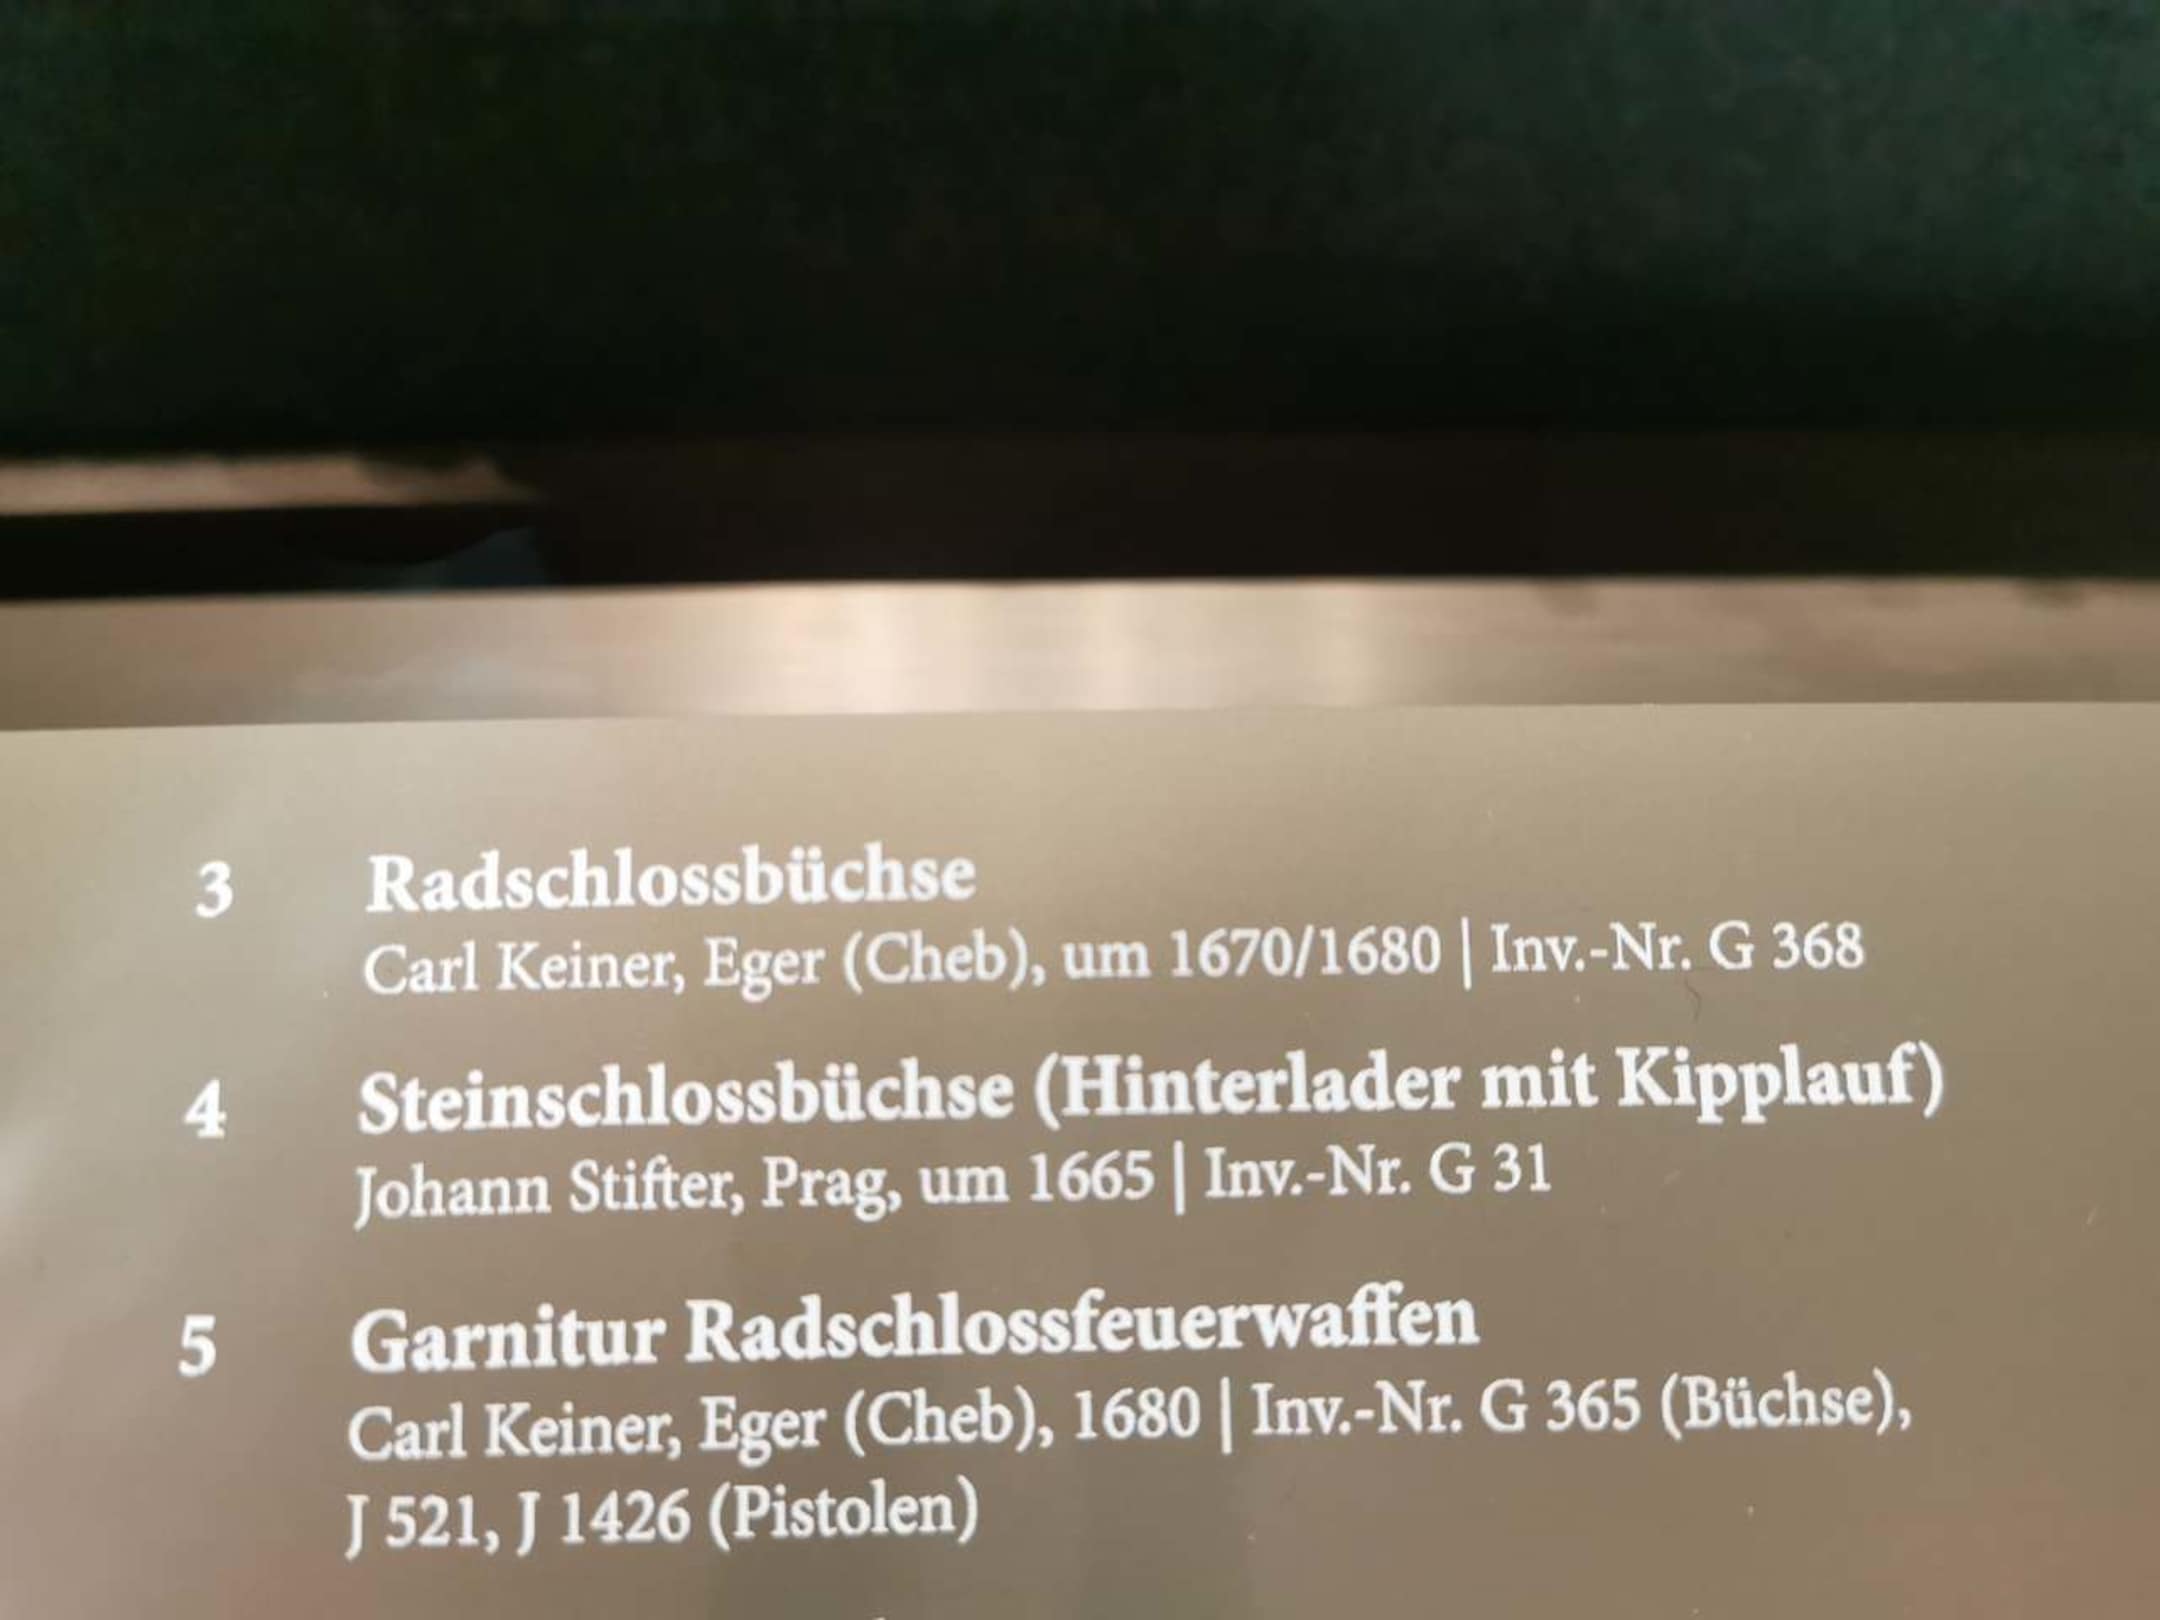 3 Radschlossbüchse
Carl Keiner, Eger (Cheb), um 1670/1680 | Inv.-Nr. G 368
4 Steinschlossbüchse (Hinterlader mit Kipplauf)
Johann Stifter, Prag, um 1665 | Inv.-Nr. G 31
5 Garnitur Radschlossfeuerwaffen
Carl Keiner, Eger (Cheb), 1680 | Inv.-Nr. G 365 (Büchse),
J 521, J 1426 (Pistolen)